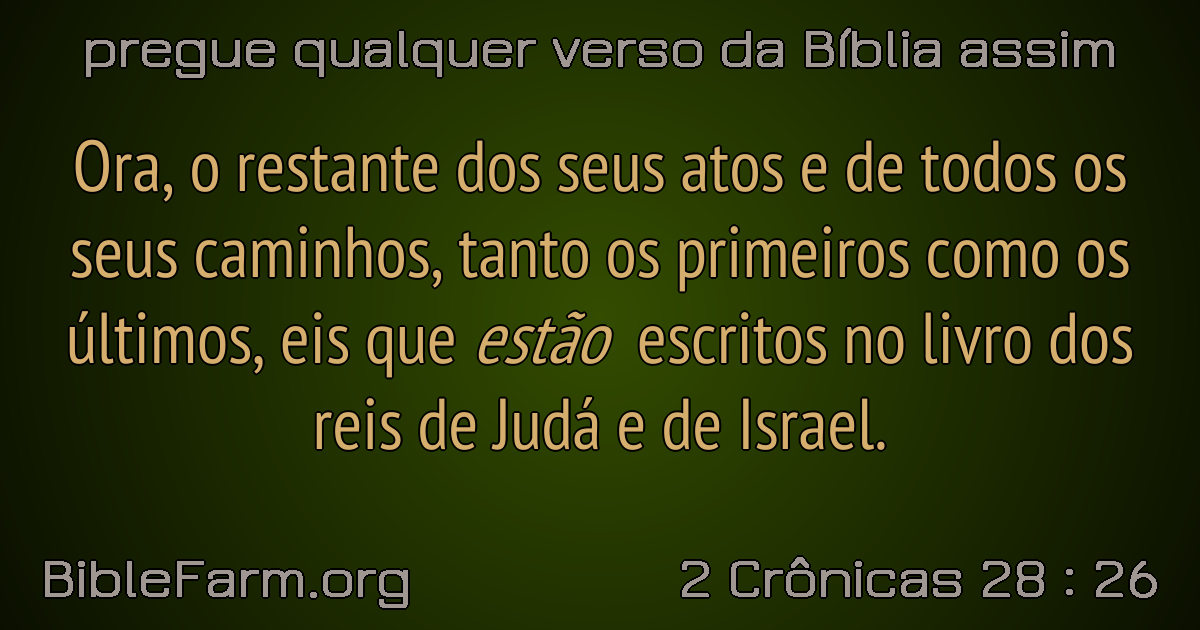 pregue qualquer verso da Bíblia assim
Ora, o restante dos seus atos e de todos os
seus caminhos, tanto os primeiros como os
últimos, eis que estão escritos no livro dos
reis de Judá e de Israel.
BibleFarm.org
2 Crônicas 28 : 26